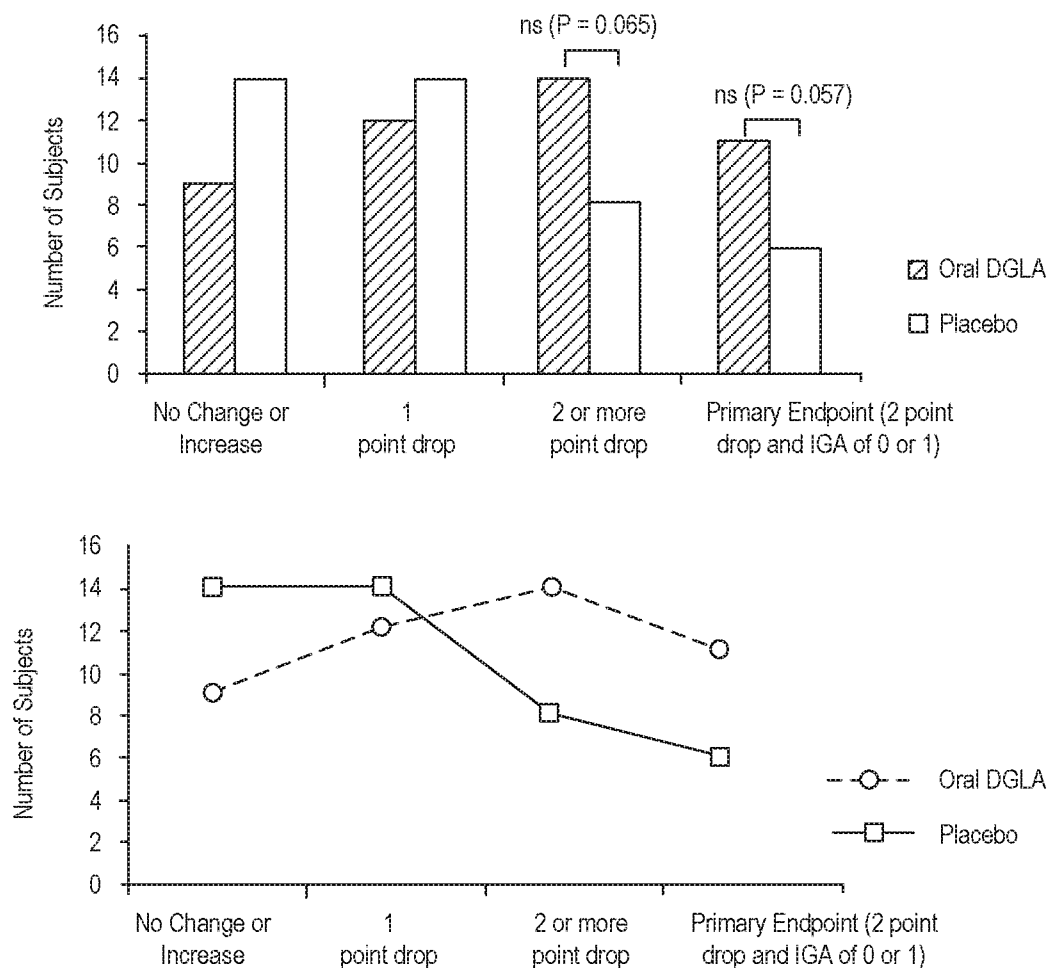 ns (P = 0.065)
ns (P = 0.057)
Number of Subjects
16
14
12
10
8
6
4
2
0
Oral DGLA
Placebo
No Change or
Increase
1
point drop
2 or more
point drop
Primary Endpoint (2 point
drop and IGA of 0 or 1)
Number of Subjects
16
14
12
10
8
6
4
2
0
Oral DGLA
Placebo
No Change or
Increase
1
point drop
2 or more
point drop
Primary Endpoint (2 point
drop and IGA of 0 or 1)